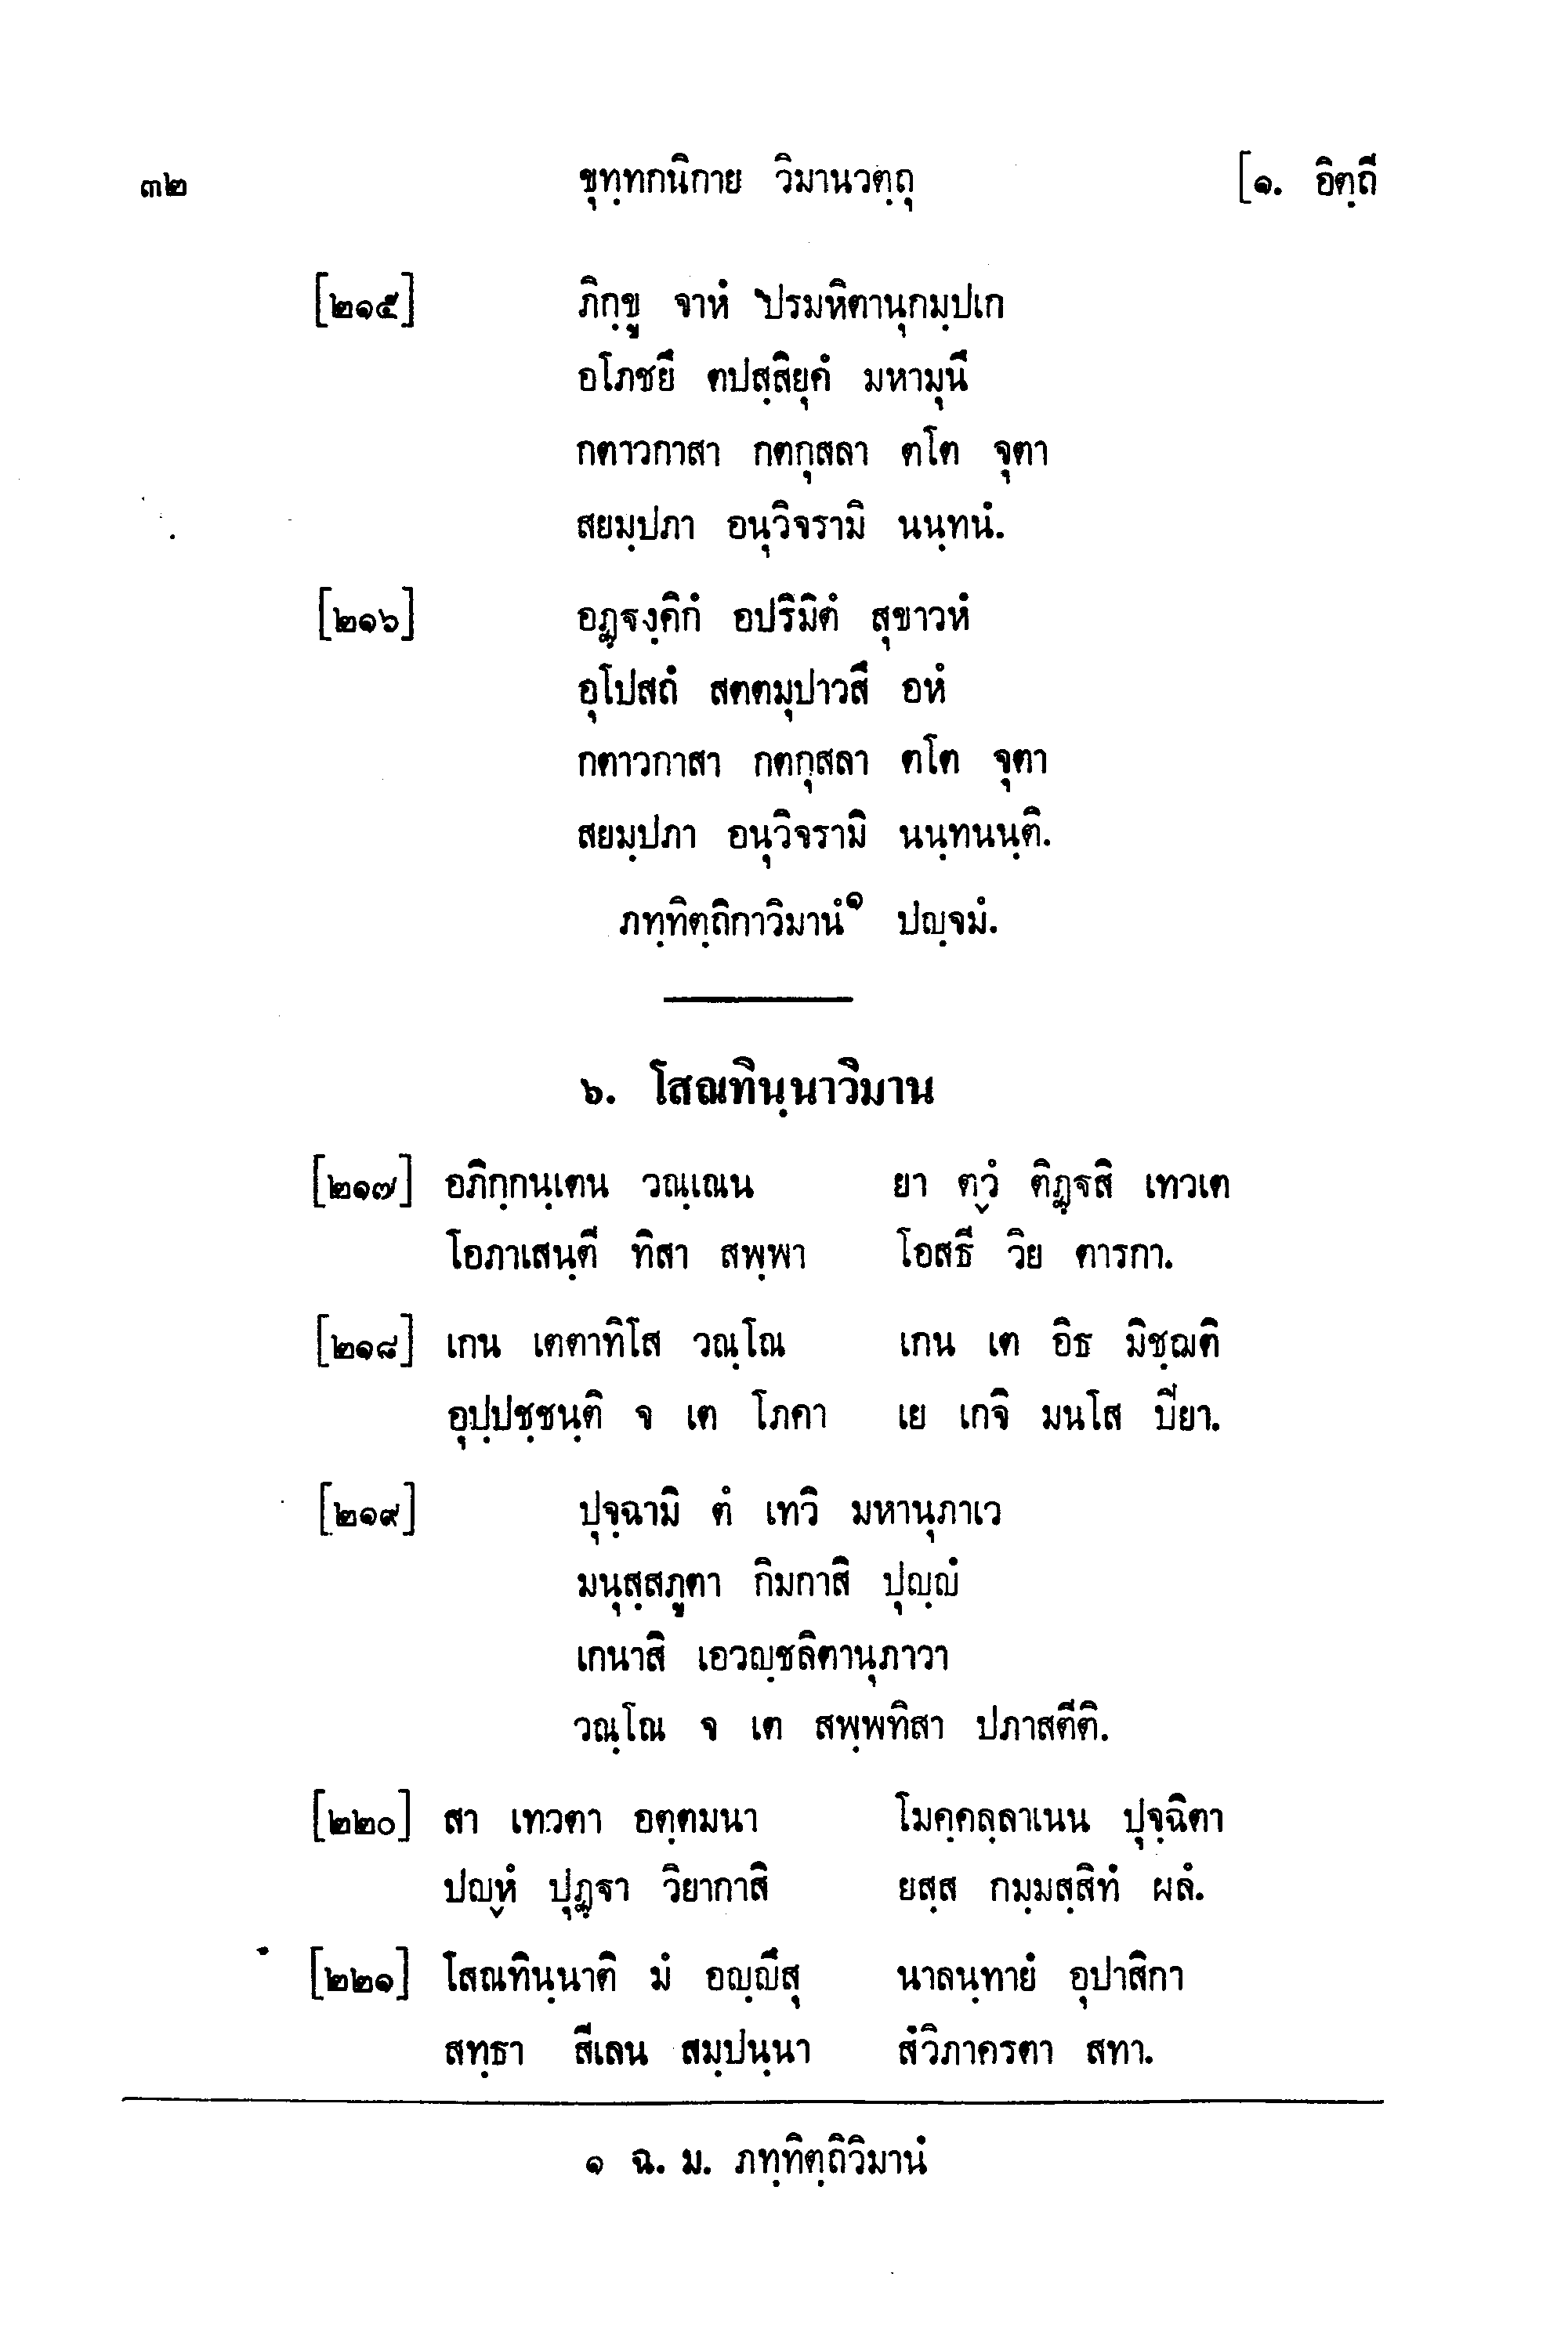 ๓๒ ขุทฺทกนิกาย วิมานวตฺถุ [๑. อิตฺถี
[๒๑๕] ภิกฺขู จาหํ ปรมหิตานุกมฺปเก
อโภชยึ ตปสฺสิยุคํ มหามุนึ
กตาวกาสา กตกุสลา ตโต จุตา
สยมฺปภา อนุวิจรามิ นนฺทนํ.
[๒๑๖] อฏฺฐงฺคิกํ อปริมิตํ สุขาวหํ
อุโปสถํ สตตมุปาวสึ อหํ
กตาวกาสา กตกุสลา ตโต จุตา
สยมฺปภา อนุวิจรามิ นนฺทนนฺติ.
ภทฺทิตฺถิกาวิมานํ๑ ปญฺจมํ.
๖. โสณทินฺนาวิมาน
[๒๑๗] อภิกฺกนฺเตน วณฺเณน ยา ตฺวํ ติฏฺฐสิ เทวเต
โอภาเสนฺตี ทิสา สพฺพา โอสธี วิย ตารกา.
[๒๑๘] เกน เตตาทิโส วณฺโณ เกน เต อิธ มิชฺฌติ
อุปฺปชฺชนฺติ จ เต โภคา เย เกจิ มนโส ปิยา.
[๒๑๙] ปุจฺฉามิ ตํ เทวิ มหานุภาเว
มนุสฺสภูตา กิมกาสิ ปุญฺญํ
เกนาสิ เอวญฺชลิตานุภาวา
วณฺโณ จ เต สพฺพทิสา ปภาสตีติ.
[๒๒๐] สา เทวตา อตฺตมนา โมคฺคลฺลาเนน ปุจฺฉิตา
ปญฺหํ ปุฏฺฐา วิยากาสิ ยสฺส กมฺมสฺสิทํ ผลํ.
[๒๒๑] โสณทินฺนาติ มํ อญฺญึสุ นาลนฺทายํ อุปาสิกา
สทฺธา สีเลน สมฺปนฺนา สํวิภาครตา สทา.
๑ ฉ. ม. ภทฺทิตฺถิวิมานํ